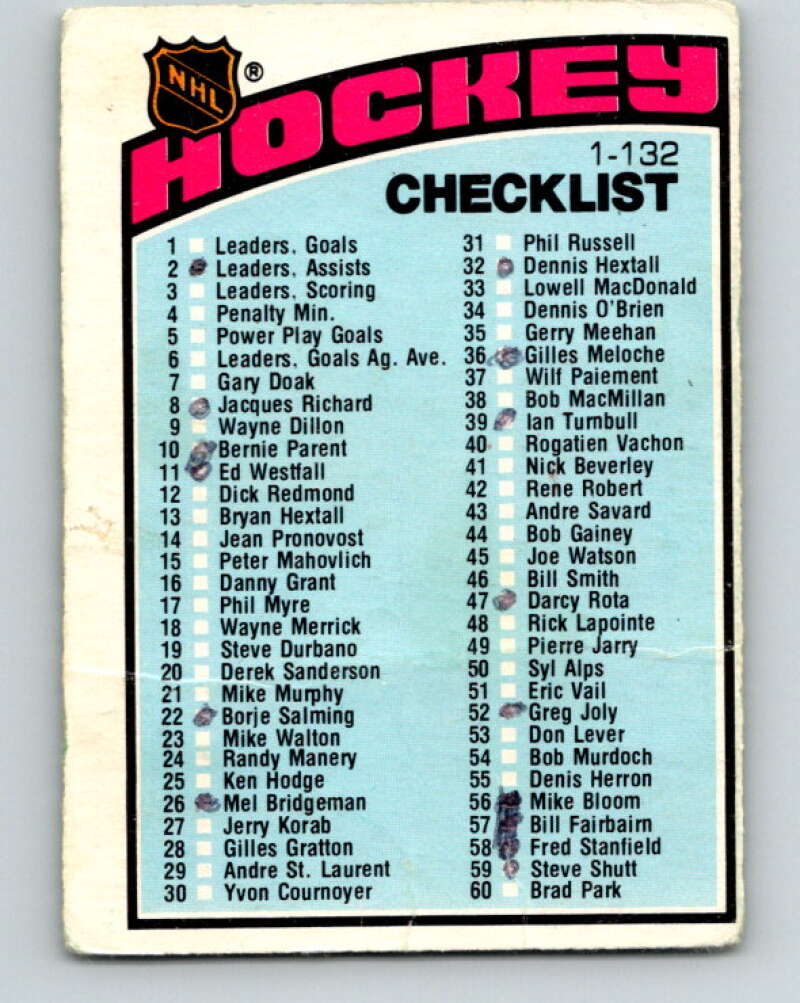 NHL ®
HOCKEY
1-132
CHECKLIST
1 Leaders, Goals
2 Leaders, Assists
3 Leaders, Scoring
4 Penalty Min.
5 Power Play Goals
6 Leaders, Goals Ag. Ave.
7 Gary Doak
8 Jacques Richard
9 Wayne Dillon
10 Bernie Parent
11 Ed Westfall
12 Dick Redmond
13 Bryan Hextall
14 Jean Pronovost
15 Peter Mahovlich
16 Danny Grant
17 Phil Myre
18 Wayne Merrick
19 Steve Durbano
20 Derek Sanderson
21 Mike Murphy
22 Borje Salming
23 Mike Walton
24 Randy Manery
25 Ken Hodge
26 Mel Bridgeman
27 Jerry Korab
28 Gilles Gratton
29 Andre St. Laurent
30 Yvon Cournoyer
31 Phil Russell
32 Dennis Hextall
33 Lowell MacDonald
34 Dennis O'Brien
35 Gerry Meehan
36 Gilles Meloche
37 Wilf Paiement
38 Bob MacMillan
39 Ian Turnbull
40 Rogatien Vachon
41 Nick Beverley
42 Rene Robert
43 Andre Savard
44 Bob Gainey
45 Joe Watson
46 Bill Smith
47 Darcy Rota
48 Rick Lapointe
49 Pierre Jarry
50 Syl Alps
51 Eric Vail
52 Greg Joly
53 Don Lever
54 Bob Murdoch
55 Denis Herron
56 Mike Bloom
57 Bill Fairbairn
58 Fred Stanfield
59 Steve Shutt
60 Brad Park